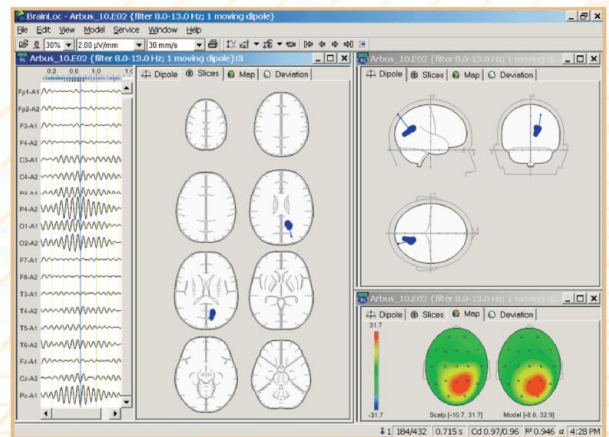 BrainLoc - Arbus_10.E02 {filter 8.0-13.0 Hz; 1 moving dipole}
File Edit View Model Service Window Help
38% 2.00 µV/mm 30 mm/s
Arbus_10.E02 {filter 8.0-13.0 Hz; 1 moving dipole}:3
0.2 0.6 1.0
Fp1-A1
Fp2-A2
F3-A1
F4-A2
C3-A1
C4-A2
P3-A1
P4-A2
O1-A1
O2-A2
F7-A1
F8-A2
T3-A1
T4-A2
T5-A1
T6-A2
Fz-A1
Cz-A2
Pz-A1
Dipole Slices Map Deviation
Arbus_10.E02 {filter 8.0-13.0 Hz; 1 moving di...
Dipole Slices Map Deviation
Arbus_10.E02 {filter 8.0-13.0 Hz; 1 moving di...
Dipole Slices Map Deviation
31.7
-31.7
Scalp [-10.7, 31.7] Model [-8.6, 32.9]
1 184/432 0.715 s Cd 0.97/0.96 R² 0.946 α 4:28 PM